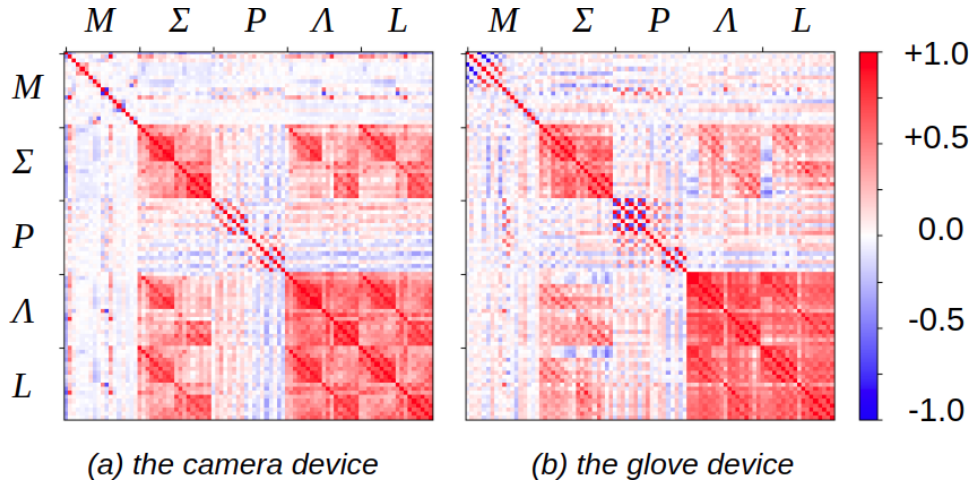 M Σ P Λ L M Σ P Λ L
+1.0
M
+0.5
Σ
0.0
P
-0.5
Λ
-1.0
L
(a) the camera device (b) the glove device